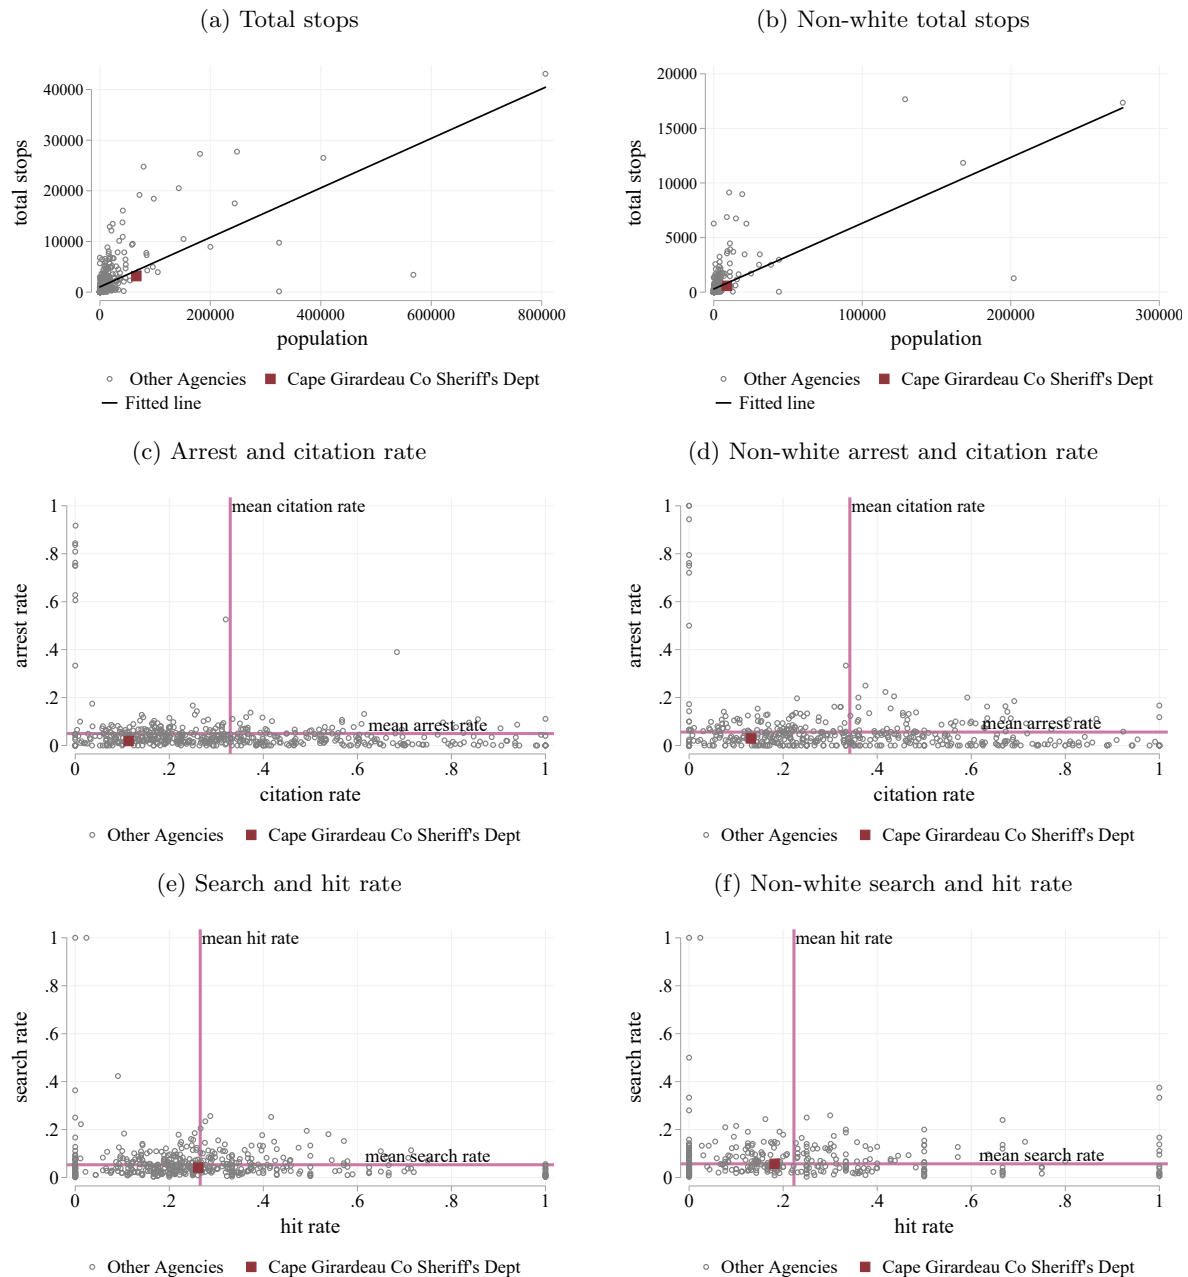 (a) Total stops
(b) Non-white total stops
total stops
40000
30000
20000
10000
0
0
200000
400000
600000
800000
population
Other Agencies
Cape Girardeau Co Sheriff's Dept
Fitted line
total stops
20000
15000
10000
5000
0
0
100000
200000
300000
population
Other Agencies
Cape Girardeau Co Sheriff's Dept
Fitted line
(c) Arrest and citation rate
(d) Non-white arrest and citation rate
arrest rate
1
.8
.6
.4
.2
0
mean citation rate
mean arrest rate
0
.2
.4
.6
.8
1
citation rate
Other Agencies
Cape Girardeau Co Sheriff's Dept
arrest rate
1
.8
.6
.4
.2
0
mean citation rate
mean arrest rate
0
.2
.4
.6
.8
1
citation rate
Other Agencies
Cape Girardeau Co Sheriff's Dept
(e) Search and hit rate
(f) Non-white search and hit rate
search rate
1
.8
.6
.4
.2
0
mean hit rate
mean search rate
0
.2
.4
.6
.8
1
hit rate
Other Agencies
Cape Girardeau Co Sheriff's Dept
search rate
1
.8
.6
.4
.2
0
mean hit rate
mean search rate
0
.2
.4
.6
.8
1
hit rate
Other Agencies
Cape Girardeau Co Sheriff's Dept